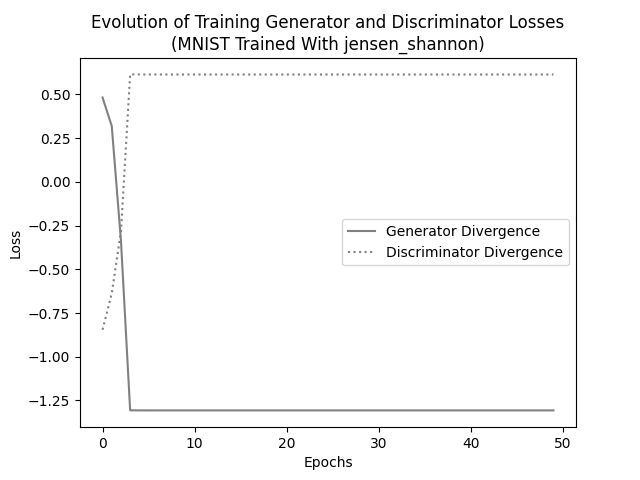 Evolution of Training Generator and Discriminator Losses
(MNIST Trained With jensen_shannon)
0.50
0.25
0.00
−0.25
−0.50
−0.75
−1.00
−1.25
Loss
Generator Divergence
Discriminator Divergence
0 10 20 30 40 50
Epochs